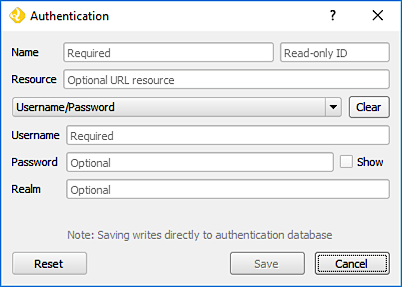 Authentication ?
Name Required Read-only ID
Resource Optional URL resource
Username/Password Clear
Username Required
Password Optional Show
Realm Optional
Note: Saving writes directly to authentication database
Reset Save Cancel